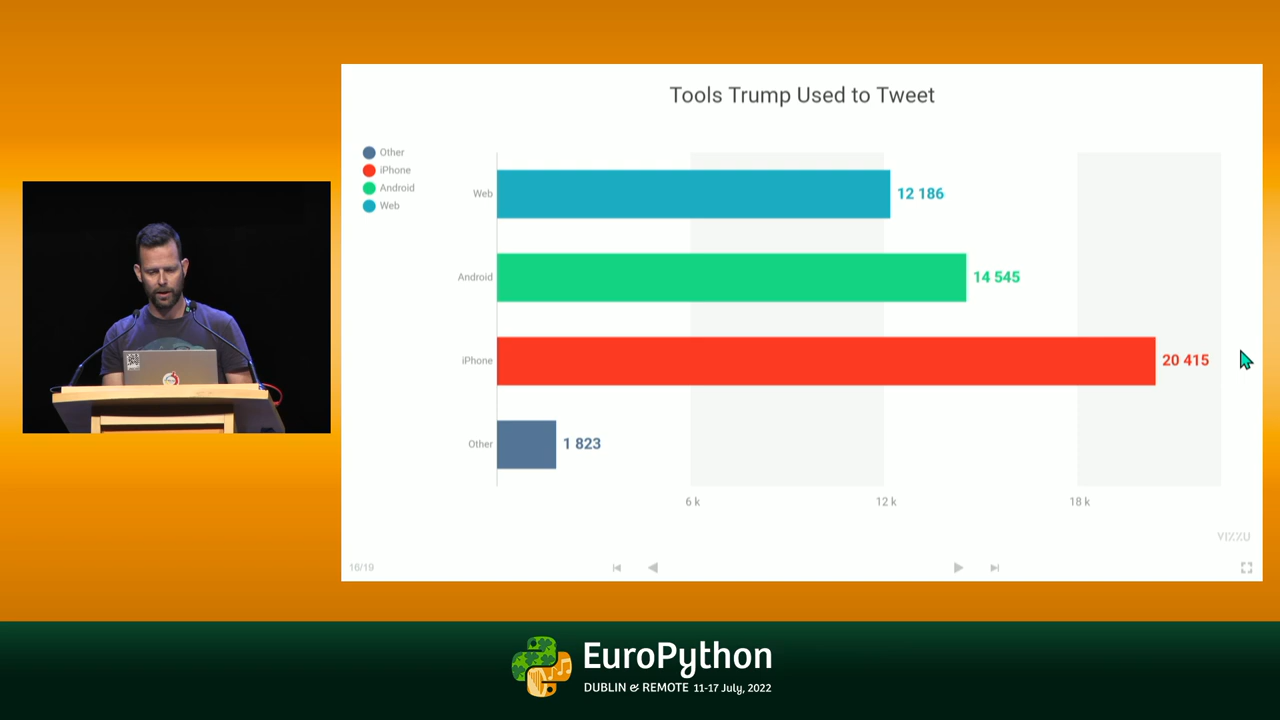 Tools Trump Used to Tweet
Other
iPhone
Android
Web
Web
12 186
Android
14 545
iPhone
20 415
Other
1 823
6 k
12 k
18 k
VIZZU
16/19
EuroPython
DUBLIN & REMOTE 11-17 July, 2022